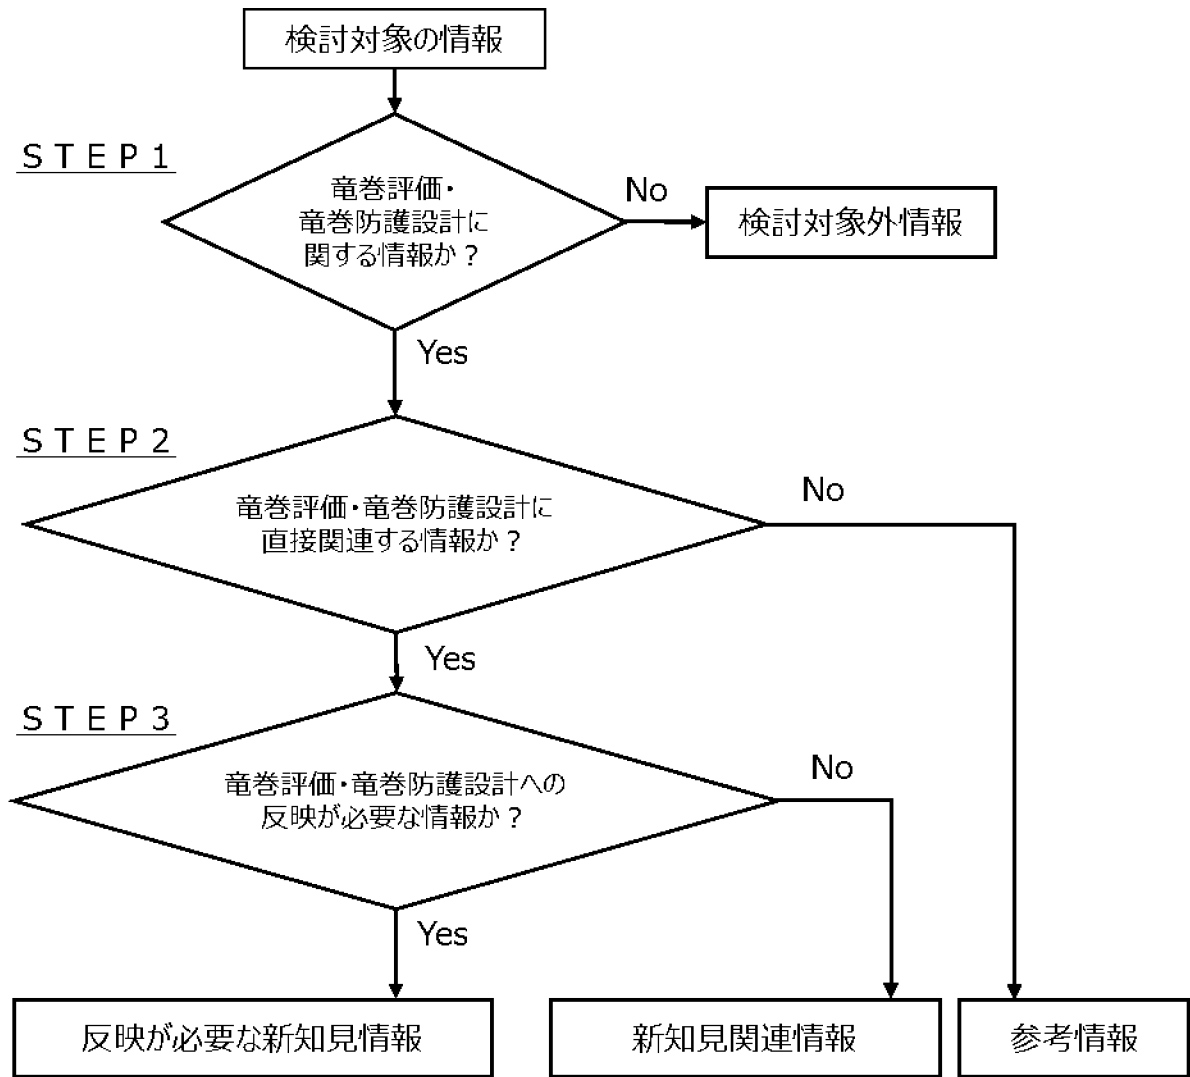 検討対象の情報
STEP1
竜巻評価・
竜巻防護設計に
関する情報か？
No
検討対象外情報
Yes
STEP2
竜巻評価・竜巻防護設計に
直接関連する情報か？
No
Yes
STEP3
竜巻評価・竜巻防護設計への
反映が必要な情報か？
No
Yes
反映が必要な新知見情報
新知見関連情報
参考情報